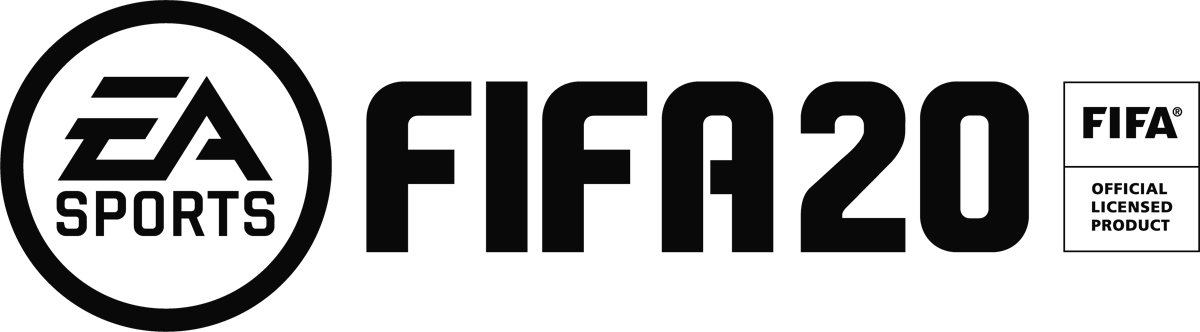 EA
SPORTS
FIFA20
FIFA®
OFFICIAL
LICENSED
PRODUCT